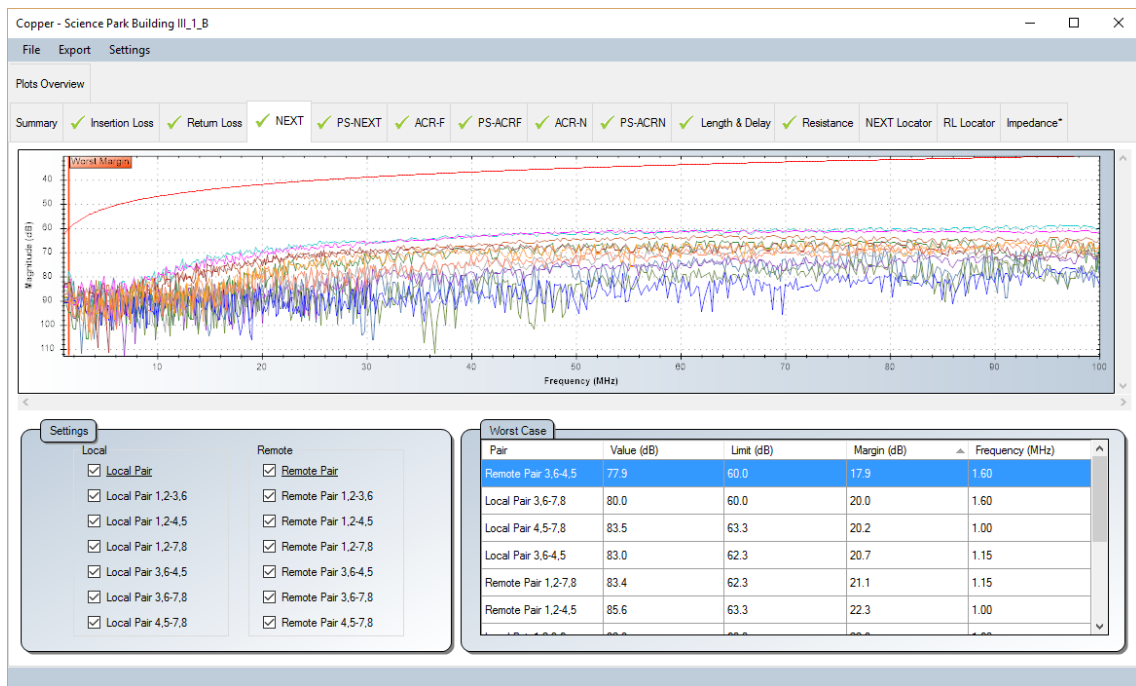 Copper - Science Park Building III_1_B
File Export Settings
Plots Overview
Summary Insertion Loss Return Loss NEXT PS-NEXT ACR-F PS-ACRF ACR-N PS-ACRN Length & Delay Resistance NEXT Locator RL Locator Impedance*
Worst Margin
Magnitude (dB)
40
50
60
70
80
90
100
110
10 20 30 40 50 60 70 80 90 100
Frequency (MHz)
Settings
Local Remote
Local Pair Remote Pair
Local Pair 1,2-3,6 Remote Pair 1,2-3,6
Local Pair 1,2-4,5 Remote Pair 1,2-4,5
Local Pair 1,2-7,8 Remote Pair 1,2-7,8
Local Pair 3,6-4,5 Remote Pair 3,6-4,5
Local Pair 3,6-7,8 Remote Pair 3,6-7,8
Local Pair 4,5-7,8 Remote Pair 4,5-7,8
Worst Case
Pair Value (dB) Limit (dB) Margin (dB) Frequency (MHz)
Remote Pair 3,6-4,5 77.9 60.0 17.9 1.60
Local Pair 3,6-7,8 80.0 60.0 20.0 1.60
Local Pair 4,5-7,8 83.5 63.3 20.2 1.00
Local Pair 3,6-4,5 83.0 62.3 20.7 1.15
Remote Pair 1,2-7,8 83.4 62.3 21.1 1.15
Remote Pair 1,2-4,5 85.6 63.3 22.3 1.00